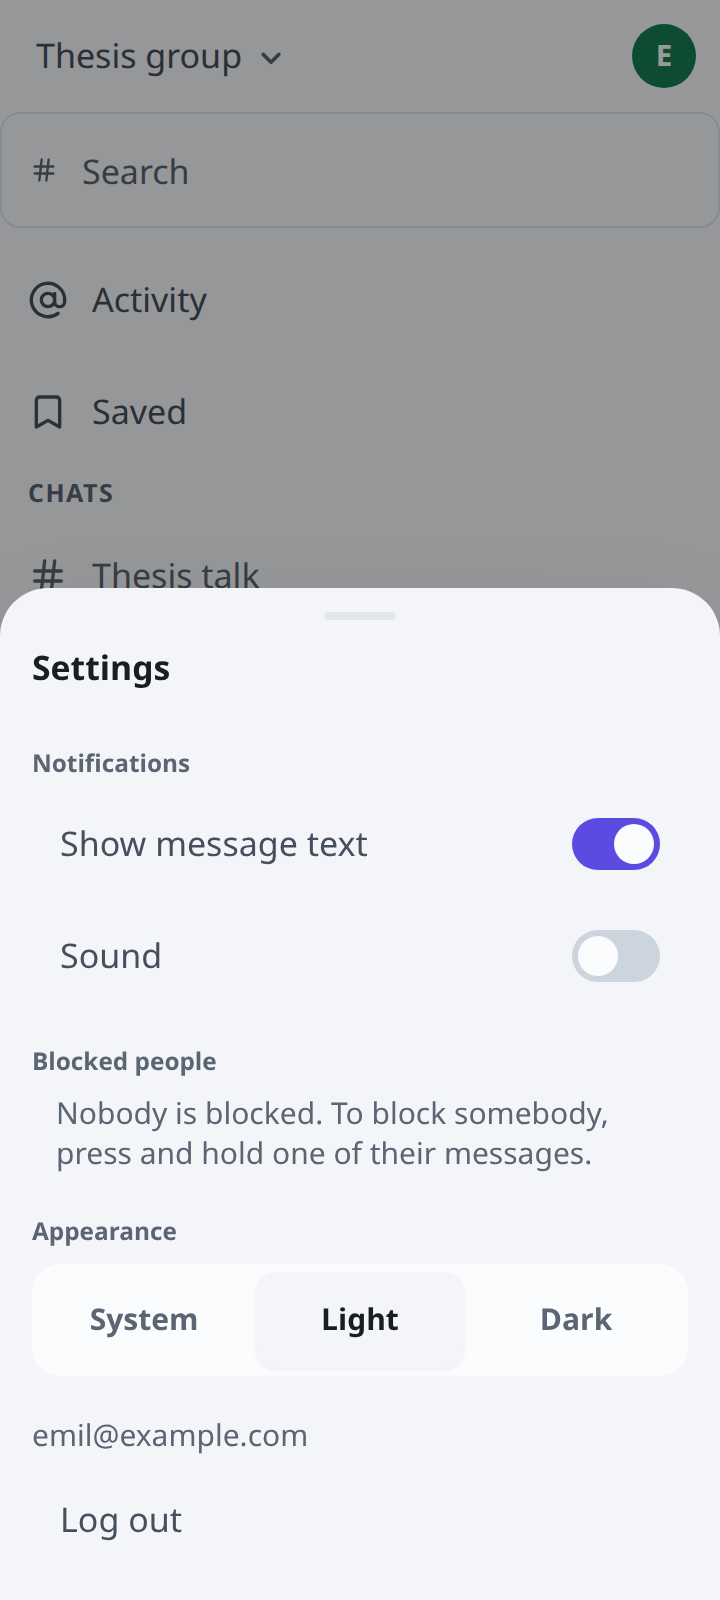 Thesis group
E
# Search
Activity
Saved
CHATS
# Thesis talk
Settings
Notifications
Show message text
Sound
Blocked people
Nobody is blocked. To block somebody,
press and hold one of their messages.
Appearance
System Light Dark
emil@example.com
Log out